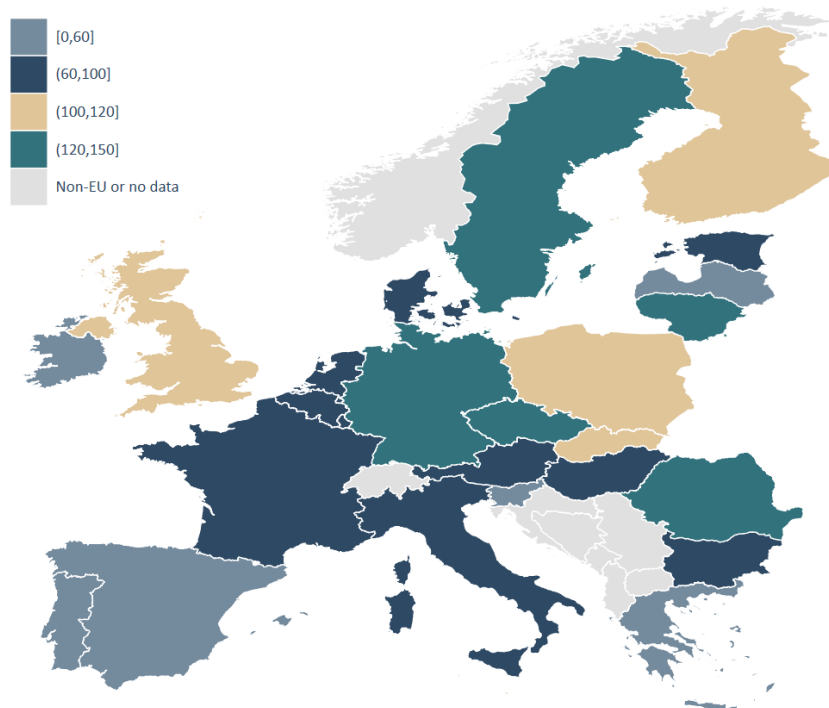 [0,60]
(60,100]
(100,120]
(120,150]
Non-EU or no data